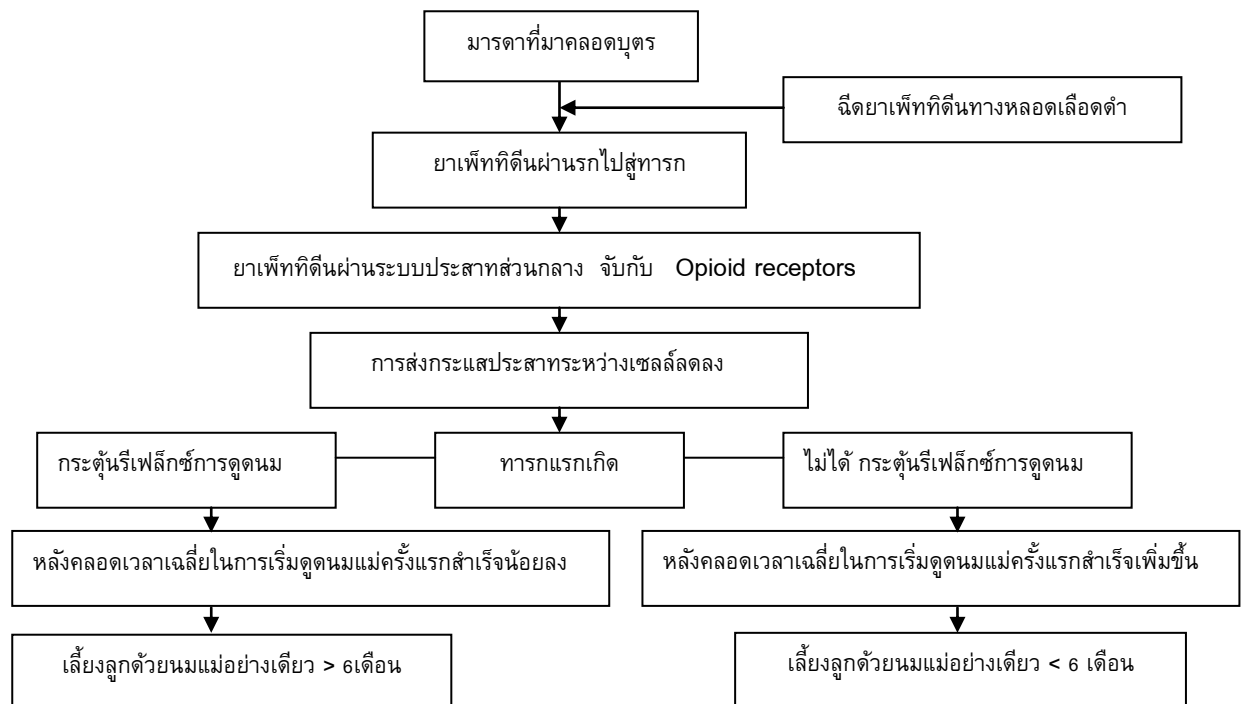 มารดาที่มาคลอดบุตร
ฉีดยาเพ็ททิดีนทางหลอดเลือดดำ
ยาเพ็ททิดีนผ่านรกไปสู่ทารก
ยาเพ็ททิดีนผ่านระบบประสาทส่วนกลาง จับกับ Opioid receptors
การส่งกระแสประสาทระหว่างเซลล์ลดลง
กระตุ้นรีเฟล็กซ์การดูดนม
ทารกแรกเกิด
ไม่ได้ กระตุ้นรีเฟล็กซ์การดูดนม
หลังคลอดเวลาเฉลี่ยในการเริ่มดูดนมแม่ครั้งแรกสำเร็จน้อยลง
หลังคลอดเวลาเฉลี่ยในการเริ่มดูดนมแม่ครั้งแรกสำเร็จเพิ่มขึ้น
เลี้ยงลูกด้วยนมแม่อย่างเดียว > 6เดือน
เลี้ยงลูกด้วยนมแม่อย่างเดียว < 6 เดือน